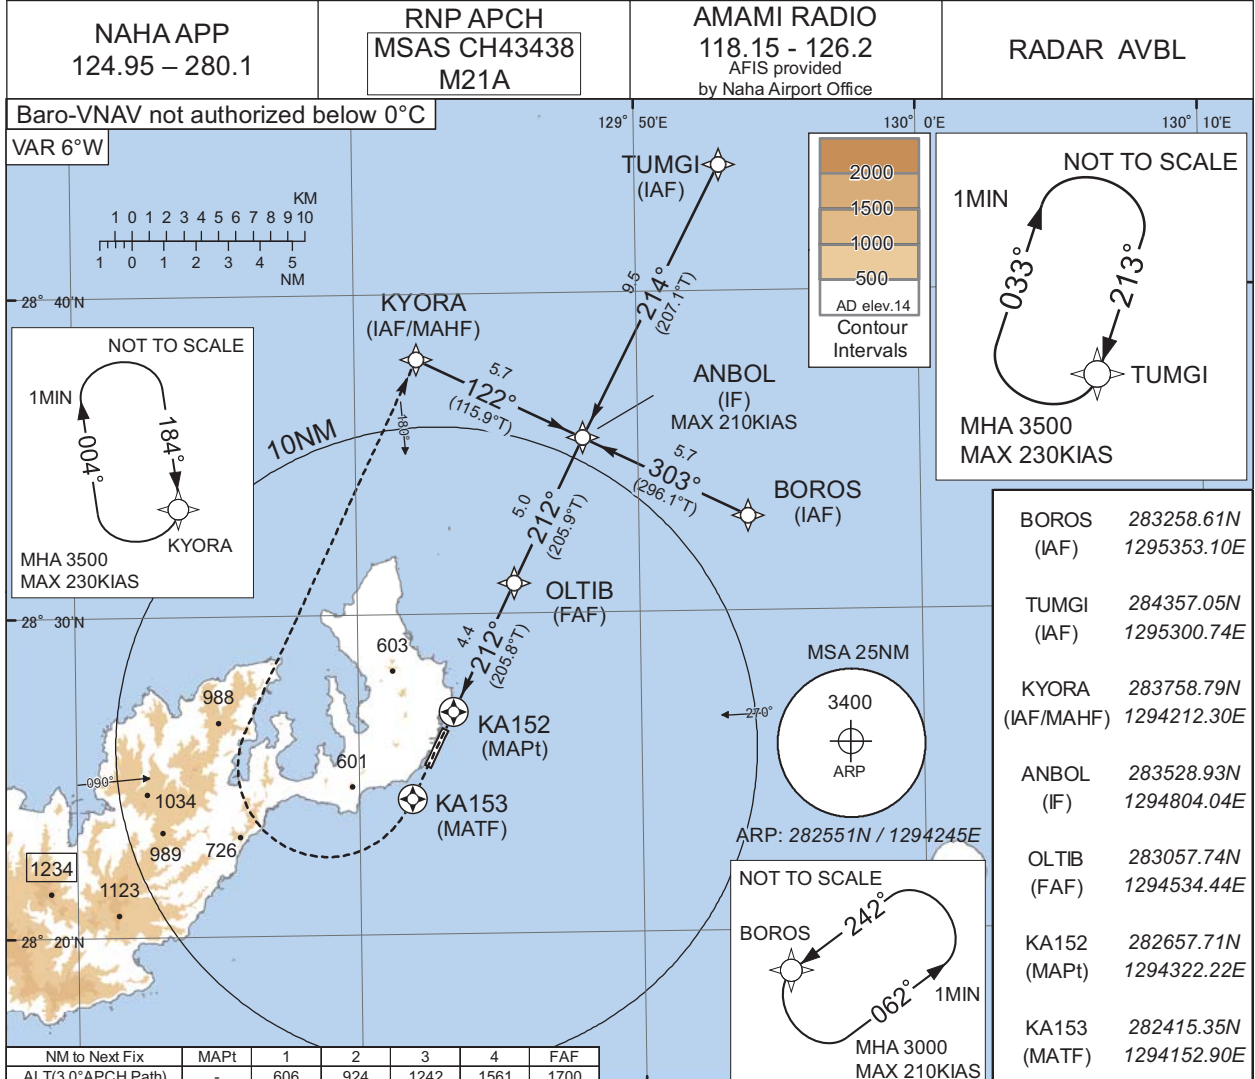 NAHA APP
124.95 – 280.1
RNP APCH
MSAS CH43438
M21A
AMAMI RADIO
118.15 - 126.2
AFIS provided
by Naha Airport Office
RADAR AVBL
Baro-VNAV not authorized below 0°C
VAR 6°W
129° 50'E
130° 0'E
130° 10'E
KM
1 0 1 2 3 4 5 6 7 8 9 10
1 0 1 2 3 4 5
NM
28° 40'N
28° 30'N
28° 20'N
TUMGI
(IAF)
9.5
214°
(207.1°T)
2000
1500
1000
500
AD elev.14
Contour
Intervals
NOT TO SCALE
1MIN
033°
213°
TUMGI
MHA 3500
MAX 230KIAS
KYORA
(IAF/MAHF)
5.7
122°
(115.9°T)
180°
ANBOL
(IF)
MAX 210KIAS
5.7
303°
(296.1°T)
BOROS
(IAF)
10NM
NOT TO SCALE
1MIN
004°
184°
KYORA
MHA 3500
MAX 230KIAS
5.0
212°
(205.9°T)
OLTIB
(FAF)
4.4
212°
(205.8°T)
KA152
(MAPt)
KA153
(MATF)
603
988
601
090°
1034
989
726
1234
1123
270°
MSA 25NM
3400
ARP
ARP: 282551N / 1294245E
NOT TO SCALE
BOROS
242°
062°
1MIN
MHA 3000
MAX 210KIAS
BOROS 283258.61N
(IAF) 1295353.10E
TUMGI 284357.05N
(IAF) 1295300.74E
KYORA 283758.79N
(IAF/MAHF) 1294212.30E
ANBOL 283528.93N
(IF) 1294804.04E
OLTIB 283057.74N
(FAF) 1294534.44E
KA152 282657.71N
(MAPt) 1294322.22E
KA153 282415.35N
(MATF) 1294152.90E
NM to Next Fix MAPt 1 2 3 4 FAF
ALT(3.0°APCH Path) - 606 924 1242 1561 1700